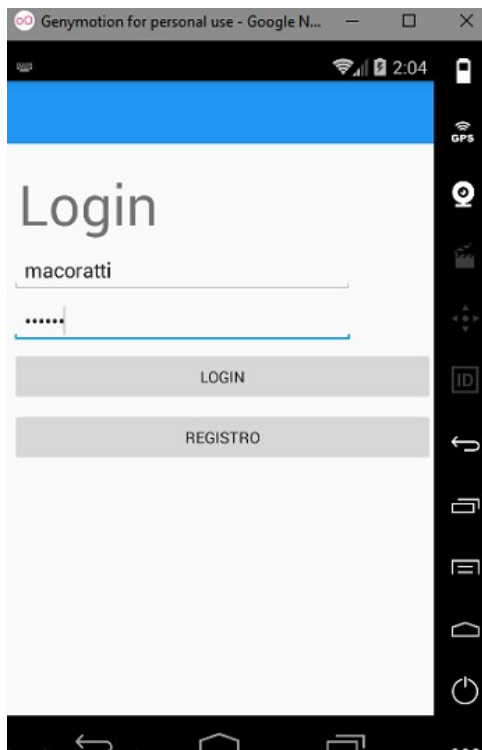 Genymotion for personal use - Google N...
2:04
GPS
Login
macoratti
••••••
LOGIN
ID
REGISTRO